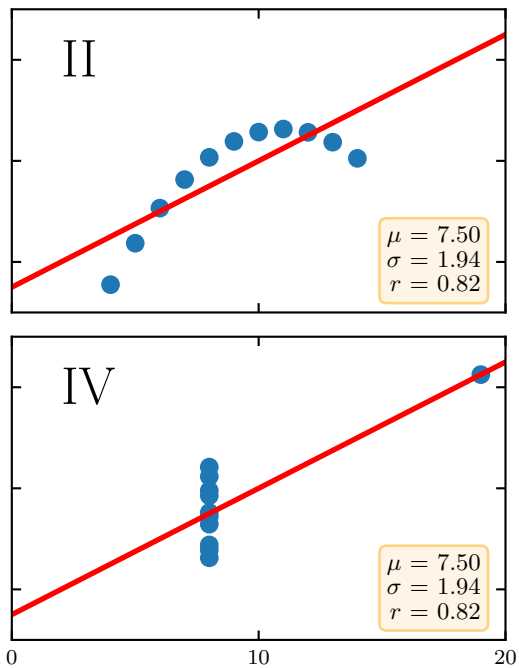 II
μ = 7.50
σ = 1.94
r = 0.82
IV
μ = 7.50
σ = 1.94
r = 0.82
0 10 20